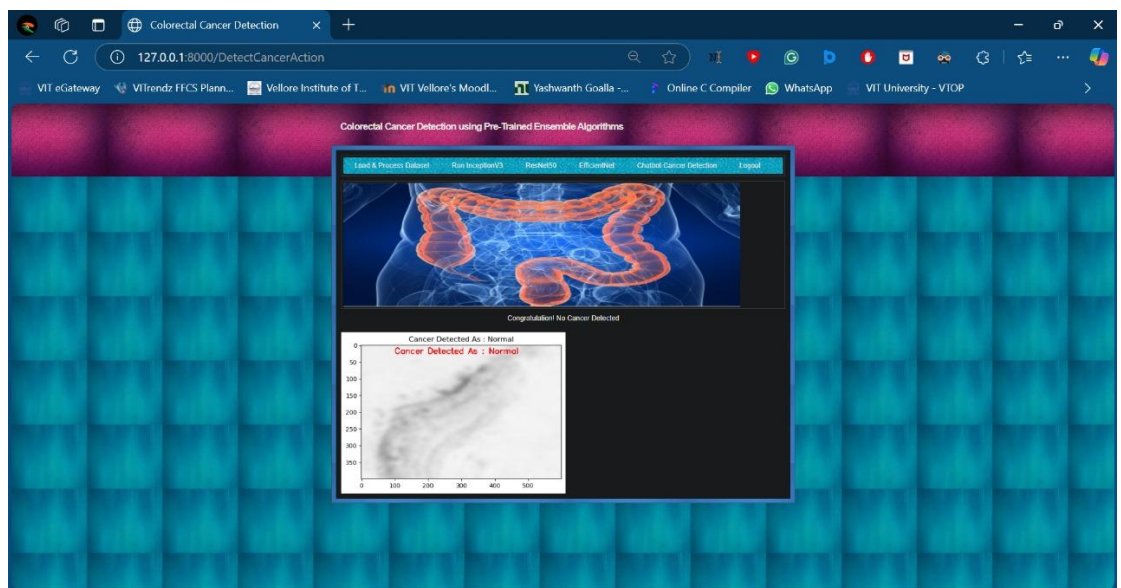 Colorectal Cancer Detection
127.0.0.1:8000/DetectCancerAction
VIT eGateway VITrendz FFCS Plann... Vellore Institute of T... VIT Vellore's Moodl... Yashwanth Goalla -... Online C Compiler WhatsApp VIT University - VTOP
Colorectal Cancer Detection using Pre-Trained Ensemble Algorithms
Load & Process Dataset Run InceptionV3 ResNet50 EfficientNet Chatbot Cancer Detection Logout
Congratulation! No Cancer Detected
Cancer Detected As : Normal
Cancer Detected As : Normal
0
50
100
150
200
250
300
350
0 100 200 300 400 500